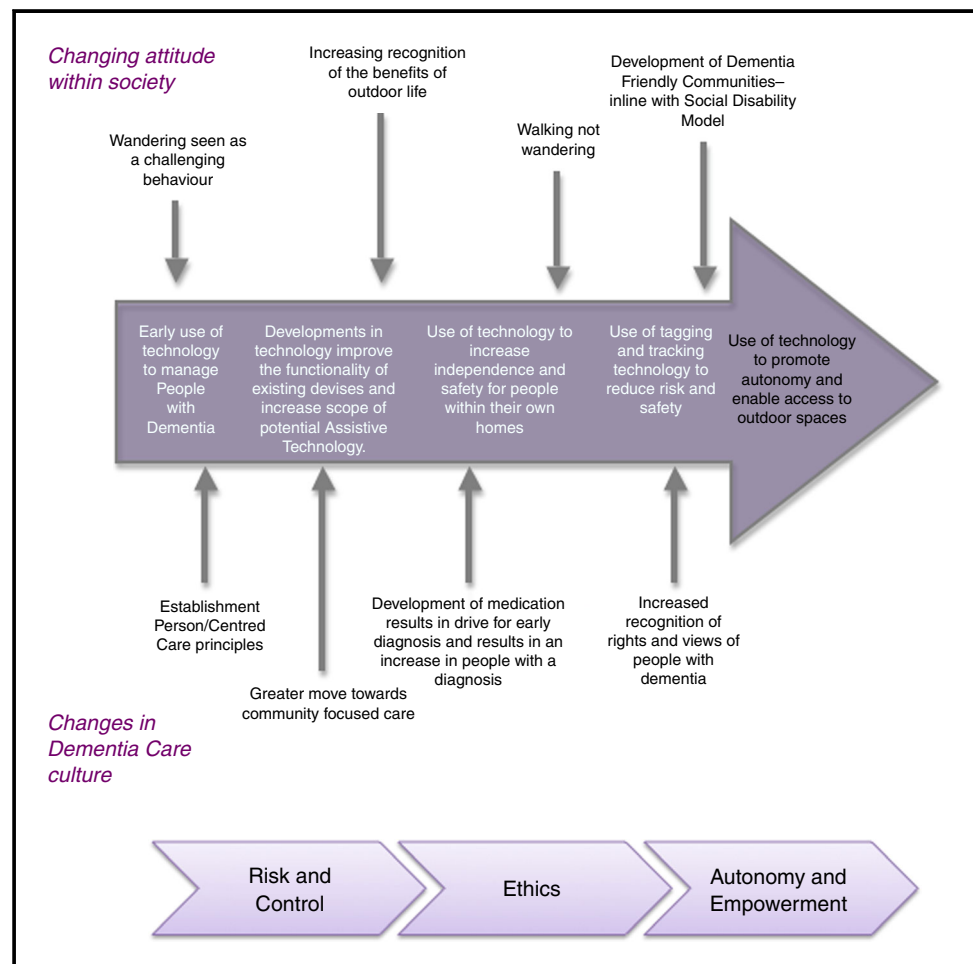 Changing attitude
within society
Increasing recognition
of the benefits of
outdoor life
Development of Dementia
Friendly Communities–
inline with Social Disability
Model
Wandering seen as
a challenging
behaviour
Walking not
wandering
Early use of
technology
to manage
People
with
Dementia
Developments in
technology improve
the functionality of
existing devises and
increase scope of
potential Assistive
Technology.
Use of technology to
increase
independence and
safety for people
within their own
homes
Use of tagging
and tracking
technology to
reduce risk and
safety
Use of technology
to promote
autonomy and
enable access to
outdoor spaces
Establishment
Person/Centred
Care principles
Greater move towards
community focused care
Development of medication
results in drive for early
diagnosis and results in an
increase in people with a
diagnosis
Increased
recognition of
rights and views of
people with
dementia
Changes in
Dementia Care
culture
Risk and
Control
Ethics
Autonomy and
Empowerment